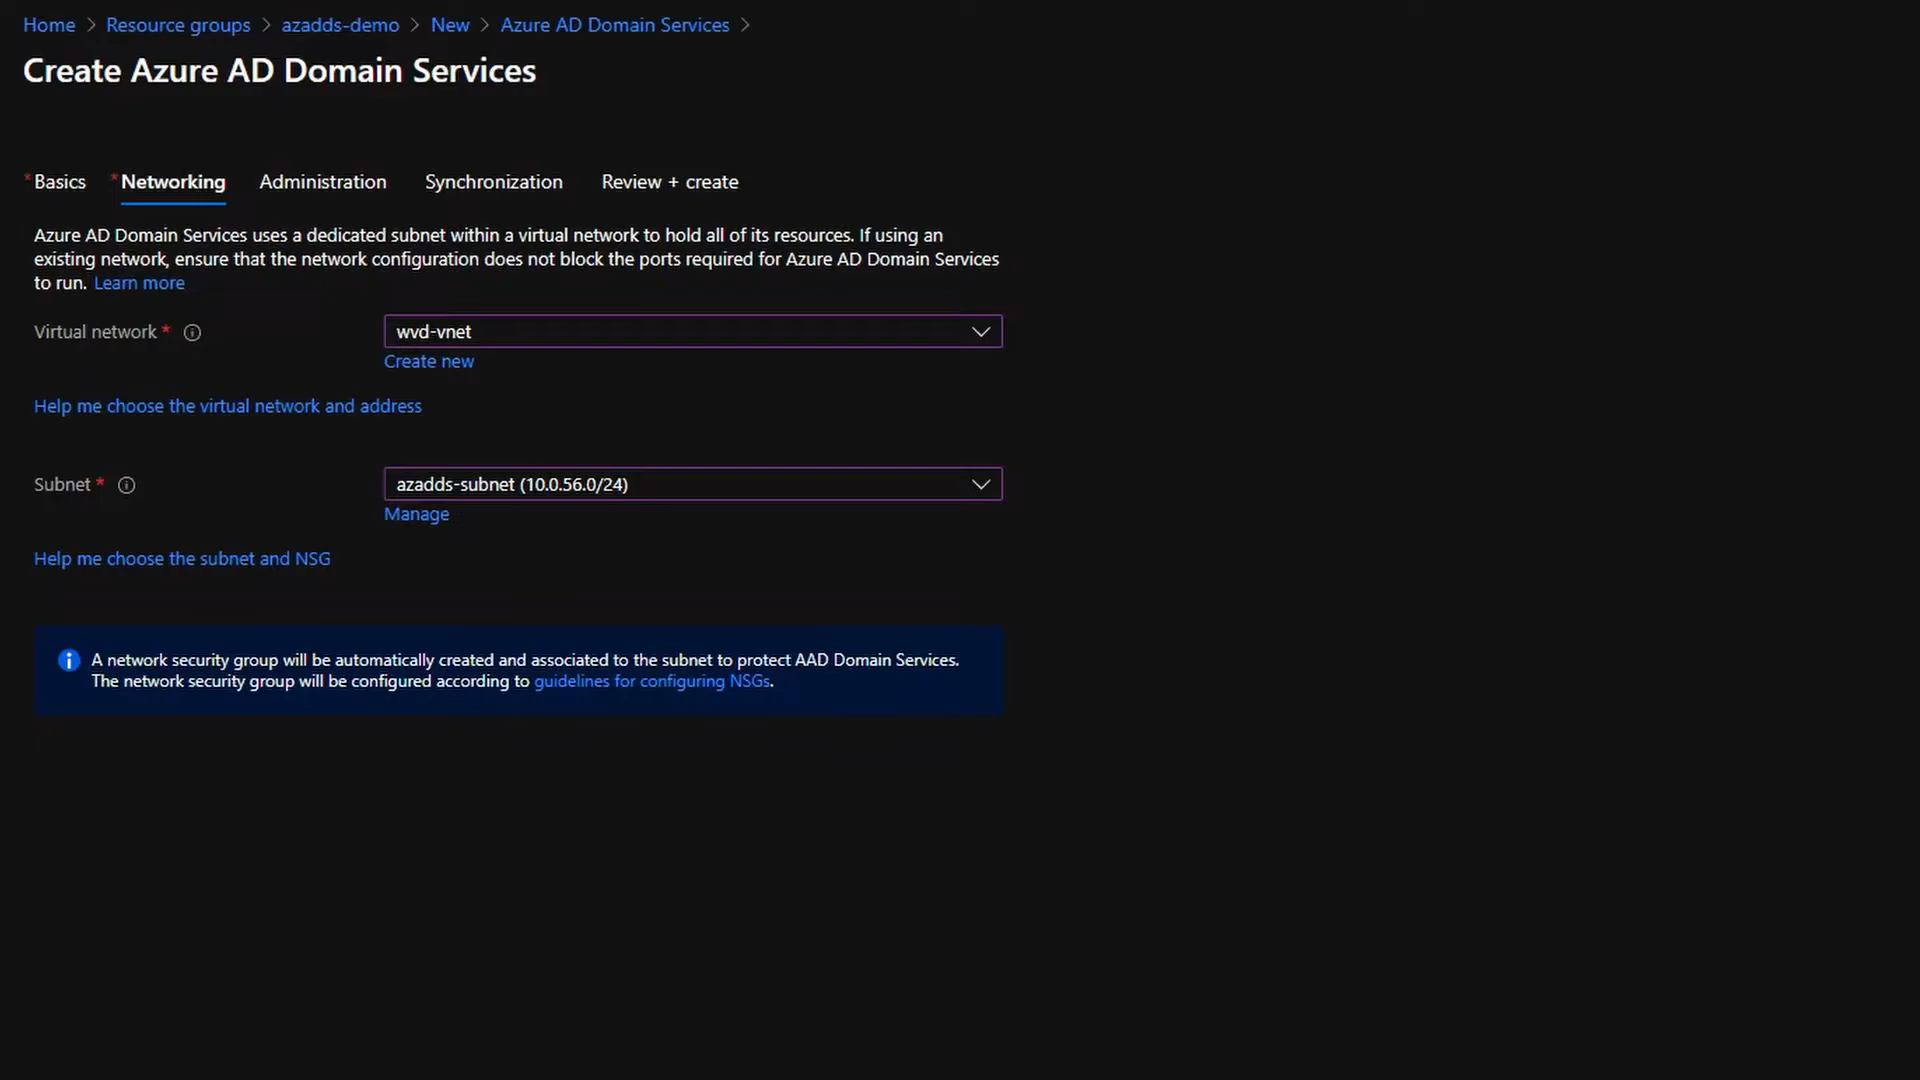 Home > Resource groups > azadds-demo > New > Azure AD Domain Services >
Create Azure AD Domain Services
* Basics * Networking Administration Synchronization Review + create
Azure AD Domain Services uses a dedicated subnet within a virtual network to hold all of its resources. If using an
existing network, ensure that the network configuration does not block the ports required for Azure AD Domain Services
to run. Learn more
Virtual network * wvd-vnet
Create new
Help me choose the virtual network and address
Subnet * azadds-subnet (10.0.56.0/24)
Manage
Help me choose the subnet and NSG
A network security group will be automatically created and associated to the subnet to protect AAD Domain Services.
The network security group will be configured according to guidelines for configuring NSGs.